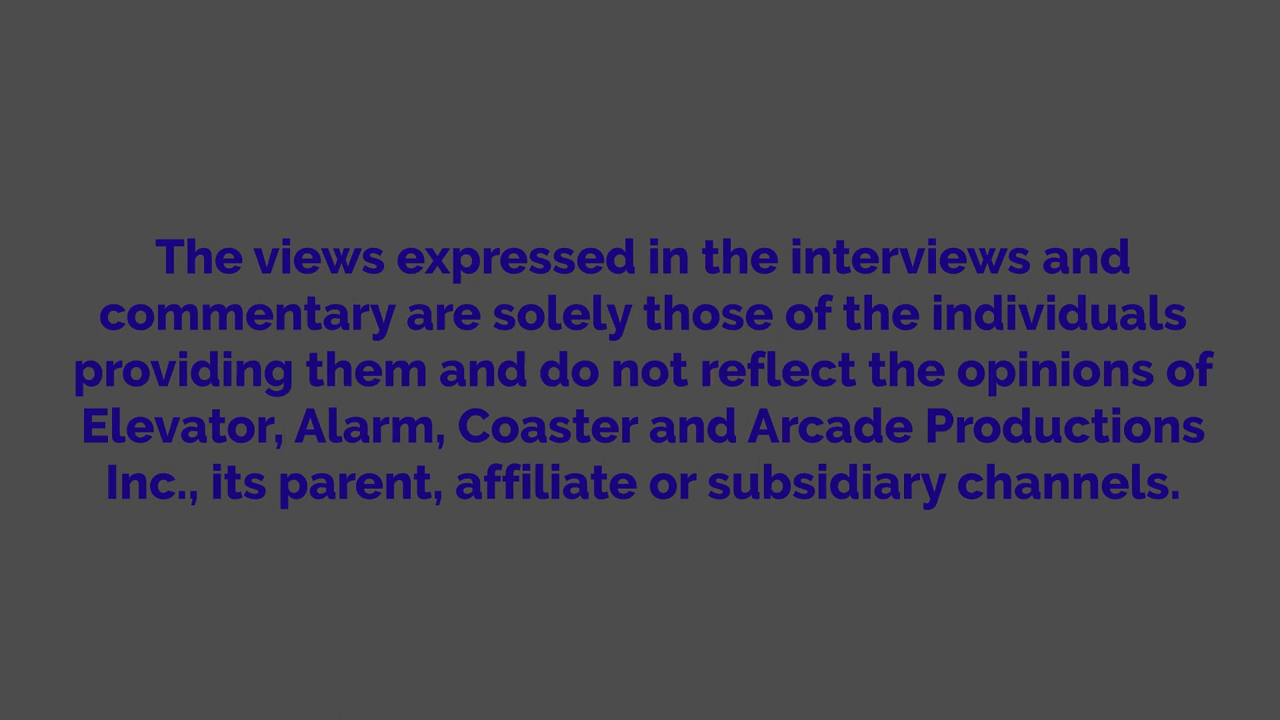 The views expressed in the interviews and
commentary are solely those of the individuals
providing them and do not reflect the opinions of
Elevator, Alarm, Coaster and Arcade Productions
Inc., its parent, affiliate or subsidiary channels.